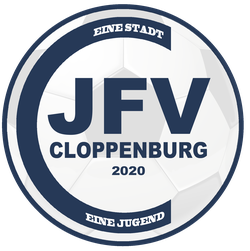 EINE STADT
JFV
CLOPPENBURG
2020
EINE JUGEND